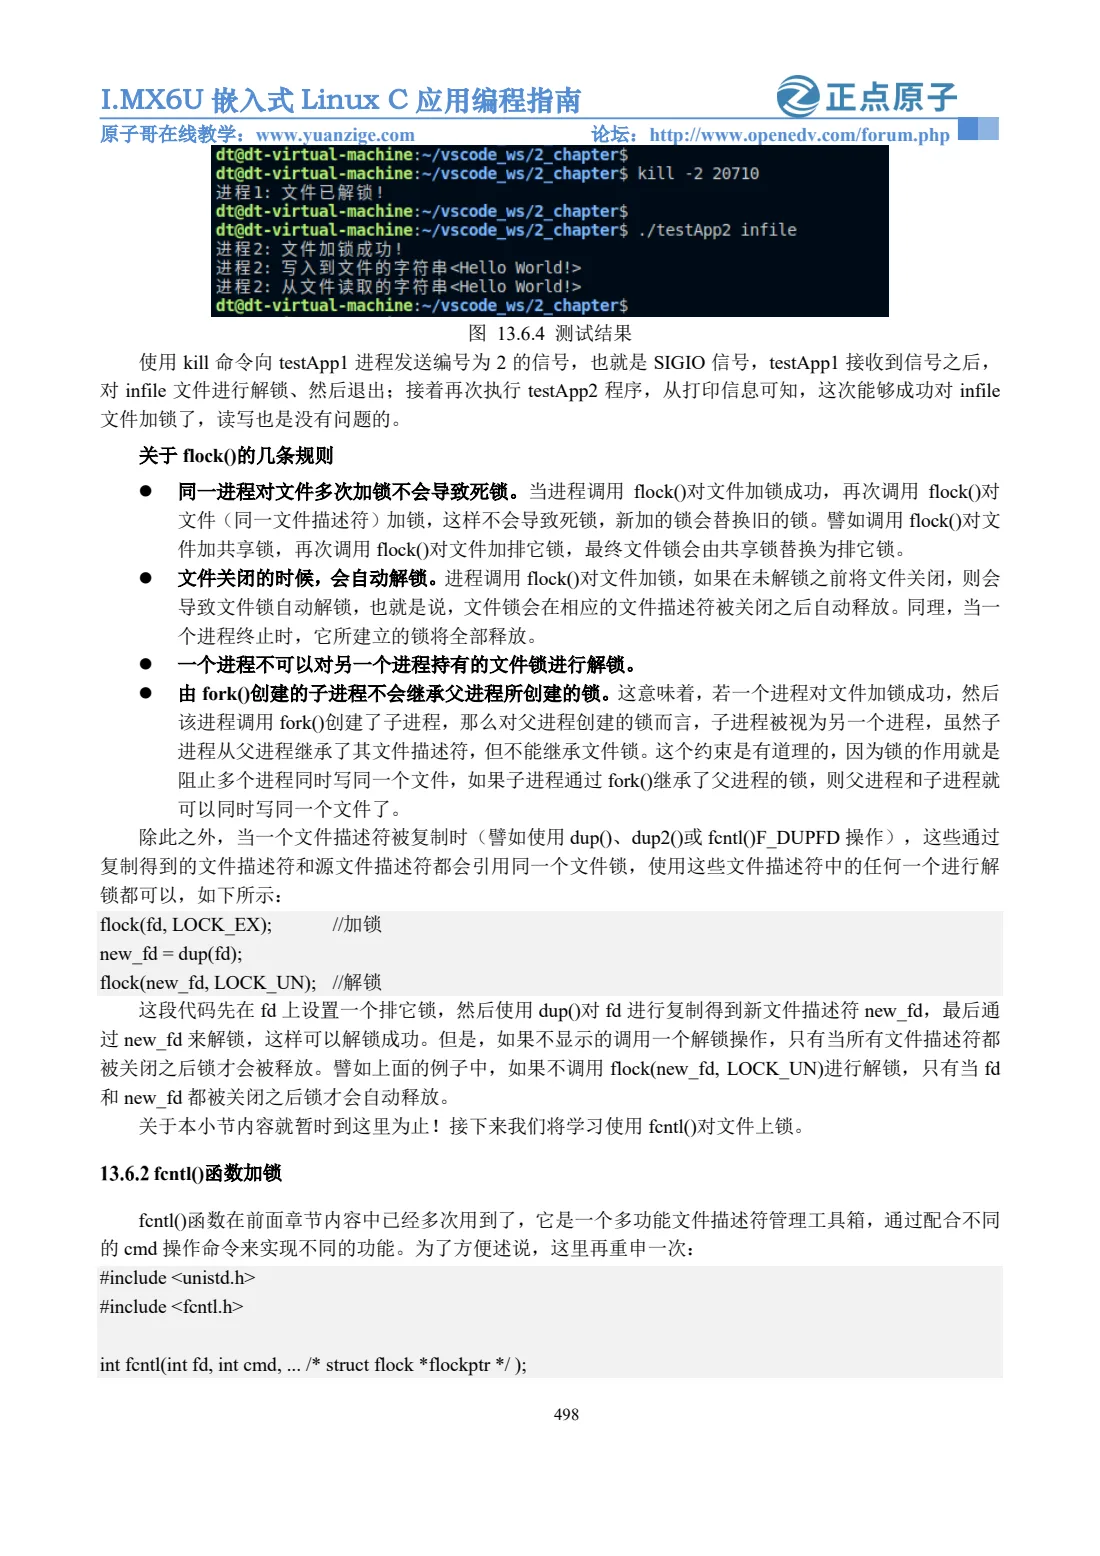 I.MX6U 嵌入式 Linux C 应用编程指南
正点原子
原子哥在线教学：www.yuanzige.com 论坛：http://www.openedv.com/forum.php
dt@dt-virtual-machine:~/vscode_ws/2_chapter$
dt@dt-virtual-machine:~/vscode_ws/2_chapter$ kill -2 20710
进程1: 文件已解锁!
dt@dt-virtual-machine:~/vscode_ws/2_chapter$
dt@dt-virtual-machine:~/vscode_ws/2_chapter$ ./testApp2 infile
进程2: 文件加锁成功!
进程2: 写入到文件的字符串<Hello World!>
进程2: 从文件读取的字符串<Hello World!>
dt@dt-virtual-machine:~/vscode_ws/2_chapter$
图 13.6.4 测试结果
使用 kill 命令向 testApp1 进程发送编号为 2 的信号，也就是 SIGIO 信号，testApp1 接收到信号之后，
对 infile 文件进行解锁、然后退出；接着再次执行 testApp2 程序，从打印信息可知，这次能够成功对 infile
文件加锁了，读写也是没有问题的。
关于 flock()的几条规则
● 同一进程对文件多次加锁不会导致死锁。当进程调用 flock()对文件加锁成功，再次调用 flock()对
文件（同一文件描述符）加锁，这样不会导致死锁，新加的锁会替换旧的锁。譬如调用 flock()对文
件加共享锁，再次调用 flock()对文件加排它锁，最终文件锁会由共享锁替换为排它锁。
● 文件关闭的时候，会自动解锁。进程调用 flock()对文件加锁，如果在未解锁之前将文件关闭，则会
导致文件锁自动解锁，也就是说，文件锁会在相应的文件描述符被关闭之后自动释放。同理，当一
个进程终止时，它所建立的锁将全部释放。
● 一个进程不可以对另一个进程持有的文件锁进行解锁。
● 由 fork()创建的子进程不会继承父进程所创建的锁。这意味着，若一个进程对文件加锁成功，然后
该进程调用 fork()创建了子进程，那么对父进程创建的锁而言，子进程被视为另一个进程，虽然子
进程从父进程继承了其文件描述符，但不能继承文件锁。这个约束是有道理的，因为锁的作用就是
阻止多个进程同时写同一个文件，如果子进程通过 fork()继承了父进程的锁，则父进程和子进程就
可以同时写同一个文件了。
除此之外，当一个文件描述符被复制时（譬如使用 dup()、dup2()或 fcntl()F_DUPFD 操作），这些通过
复制得到的文件描述符和源文件描述符都会引用同一个文件锁，使用这些文件描述符中的任何一个进行解
锁都可以，如下所示：
flock(fd, LOCK_EX); //加锁
new_fd = dup(fd);
flock(new_fd, LOCK_UN); //解锁
这段代码先在 fd 上设置一个排它锁，然后使用 dup()对 fd 进行复制得到新文件描述符 new_fd，最后通
过 new_fd 来解锁，这样可以解锁成功。但是，如果不显示的调用一个解锁操作，只有当所有文件描述符都
被关闭之后锁才会被释放。譬如上面的例子中，如果不调用 flock(new_fd, LOCK_UN)进行解锁，只有当 fd
和 new_fd 都被关闭之后锁才会自动释放。
关于本小节内容就暂时到这里为止！接下来我们将学习使用 fcntl()对文件上锁。
13.6.2 fcntl()函数加锁
fcntl()函数在前面章节内容中已经多次用到了，它是一个多功能文件描述符管理工具箱，通过配合不同
的 cmd 操作命令来实现不同的功能。为了方便述说，这里再重申一次：
#include <unistd.h>
#include <fcntl.h>
int fcntl(int fd, int cmd, ... /* struct flock *flockptr */ );
498